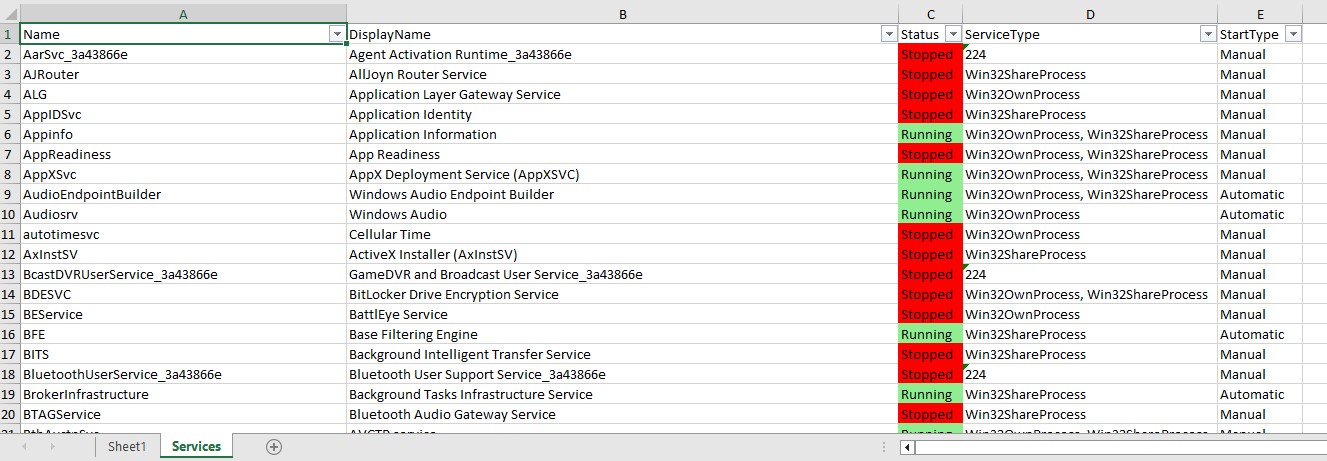 A B C D E
1 Name DisplayName Status ServiceType StartType
2 AarSvc_3a43866e Agent Activation Runtime_3a43866e Stopped 224 Manual
3 AJRouter AllJoyn Router Service Stopped Win32ShareProcess Manual
4 ALG Application Layer Gateway Service Stopped Win32OwnProcess Manual
5 AppIDSvc Application Identity Stopped Win32ShareProcess Manual
6 Appinfo Application Information Running Win32OwnProcess, Win32ShareProcess Manual
7 AppReadiness App Readiness Stopped Win32OwnProcess, Win32ShareProcess Manual
8 AppXSvc AppX Deployment Service (AppXSVC) Running Win32OwnProcess, Win32ShareProcess Manual
9 AudioEndpointBuilder Windows Audio Endpoint Builder Running Win32OwnProcess, Win32ShareProcess Automatic
10 Audiosrv Windows Audio Running Win32OwnProcess Automatic
11 autotimesvc Cellular Time Stopped Win32OwnProcess Manual
12 AxInstSV ActiveX Installer (AxInstSV) Stopped Win32ShareProcess Manual
13 BcastDVRUserService_3a43866e GameDVR and Broadcast User Service_3a43866e Stopped 224 Manual
14 BDESVC BitLocker Drive Encryption Service Stopped Win32OwnProcess, Win32ShareProcess Manual
15 BEService BattlEye Service Stopped Win32OwnProcess Manual
16 BFE Base Filtering Engine Running Win32ShareProcess Automatic
17 BITS Background Intelligent Transfer Service Stopped Win32ShareProcess Manual
18 BluetoothUserService_3a43866e Bluetooth User Support Service_3a43866e Stopped 224 Manual
19 BrokerInfrastructure Background Tasks Infrastructure Service Running Win32ShareProcess Automatic
20 BTAGService Bluetooth Audio Gateway Service Stopped Win32ShareProcess Manual
Sheet1 Services